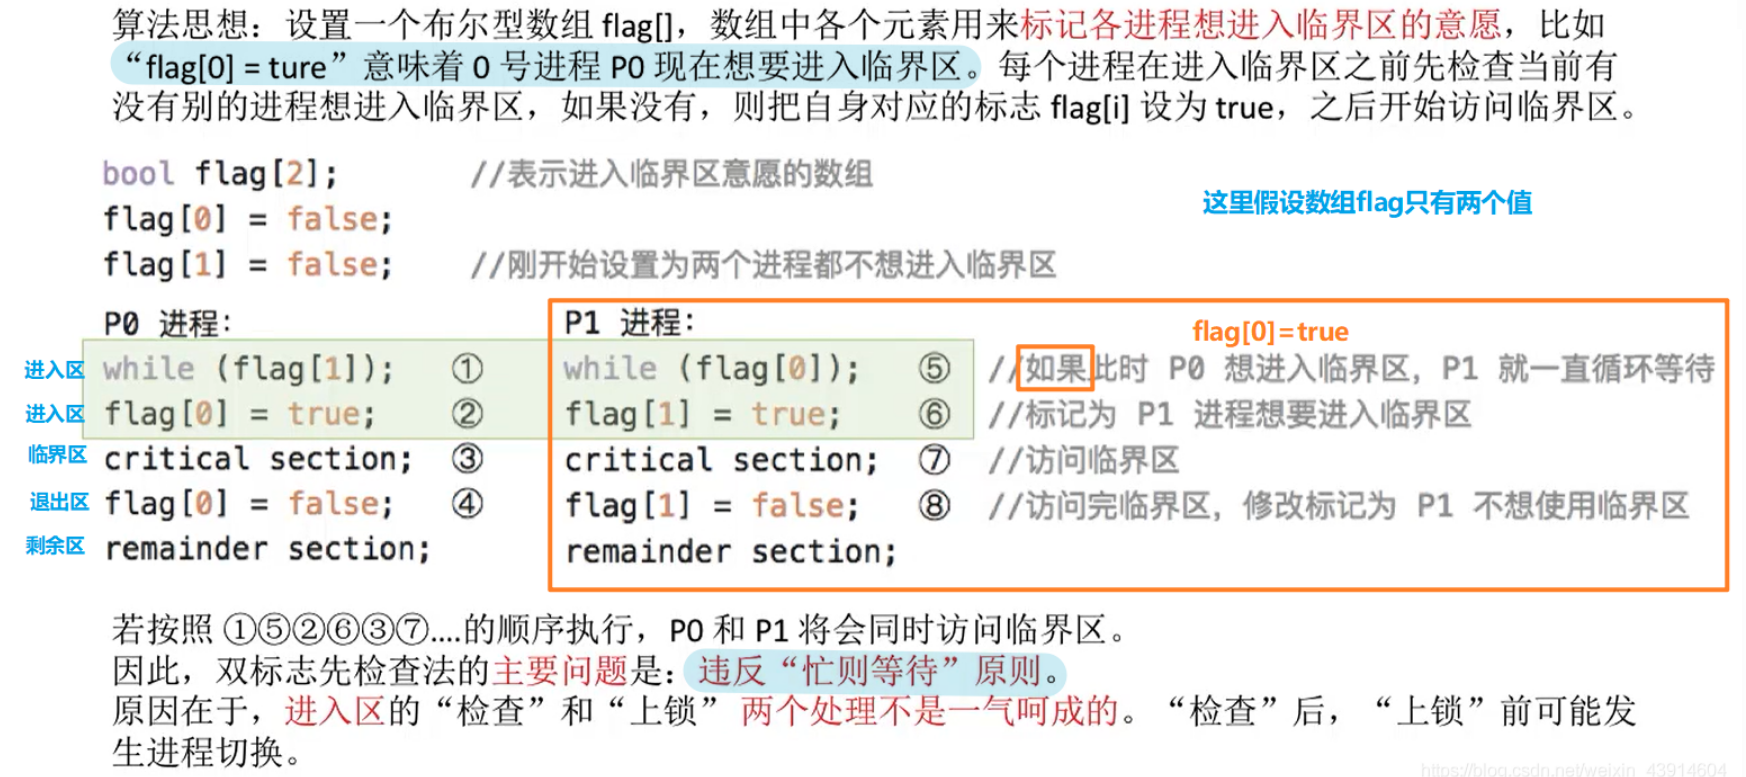 算法思想：设置一个布尔型数组 flag[]，数组中各个元素用来标记各进程想进入临界区的意愿，比如
“flag[0] = ture”意味着 0 号进程 P0 现在想要进入临界区。每个进程在进入临界区之前先检查当前有
没有别的进程想进入临界区，如果没有，则把自身对应的标志 flag[i] 设为 true，之后开始访问临界区。
bool flag[2]; //表示进入临界区意愿的数组
这里假设数组flag只有两个值
flag[0] = false;
flag[1] = false; //刚开始设置为两个进程都不想进入临界区
P0 进程： P1 进程： flag[0]=true
进入区 while (flag[1]); ① while (flag[0]); ⑤ //如果此时 P0 想进入临界区，P1 就一直循环等待
进入区 flag[0] = true; ② flag[1] = true; ⑥ //标记为 P1 进程想要进入临界区
临界区 critical section; ③ critical section; ⑦ //访问临界区
退出区 flag[0] = false; ④ flag[1] = false; ⑧ //访问完临界区，修改标记为 P1 不想使用临界区
剩余区 remainder section; remainder section;
若按照 ①⑤②⑥③⑦....的顺序执行，P0 和 P1 将会同时访问临界区。
因此，双标志先检查法的主要问题是：违反“忙则等待”原则。
原因在于，进入区的“检查”和“上锁” 两个处理不是一气呵成的。“检查”后，“上锁”前可能发
生进程切换。
https://blog.csdn.net/weixin_43914604